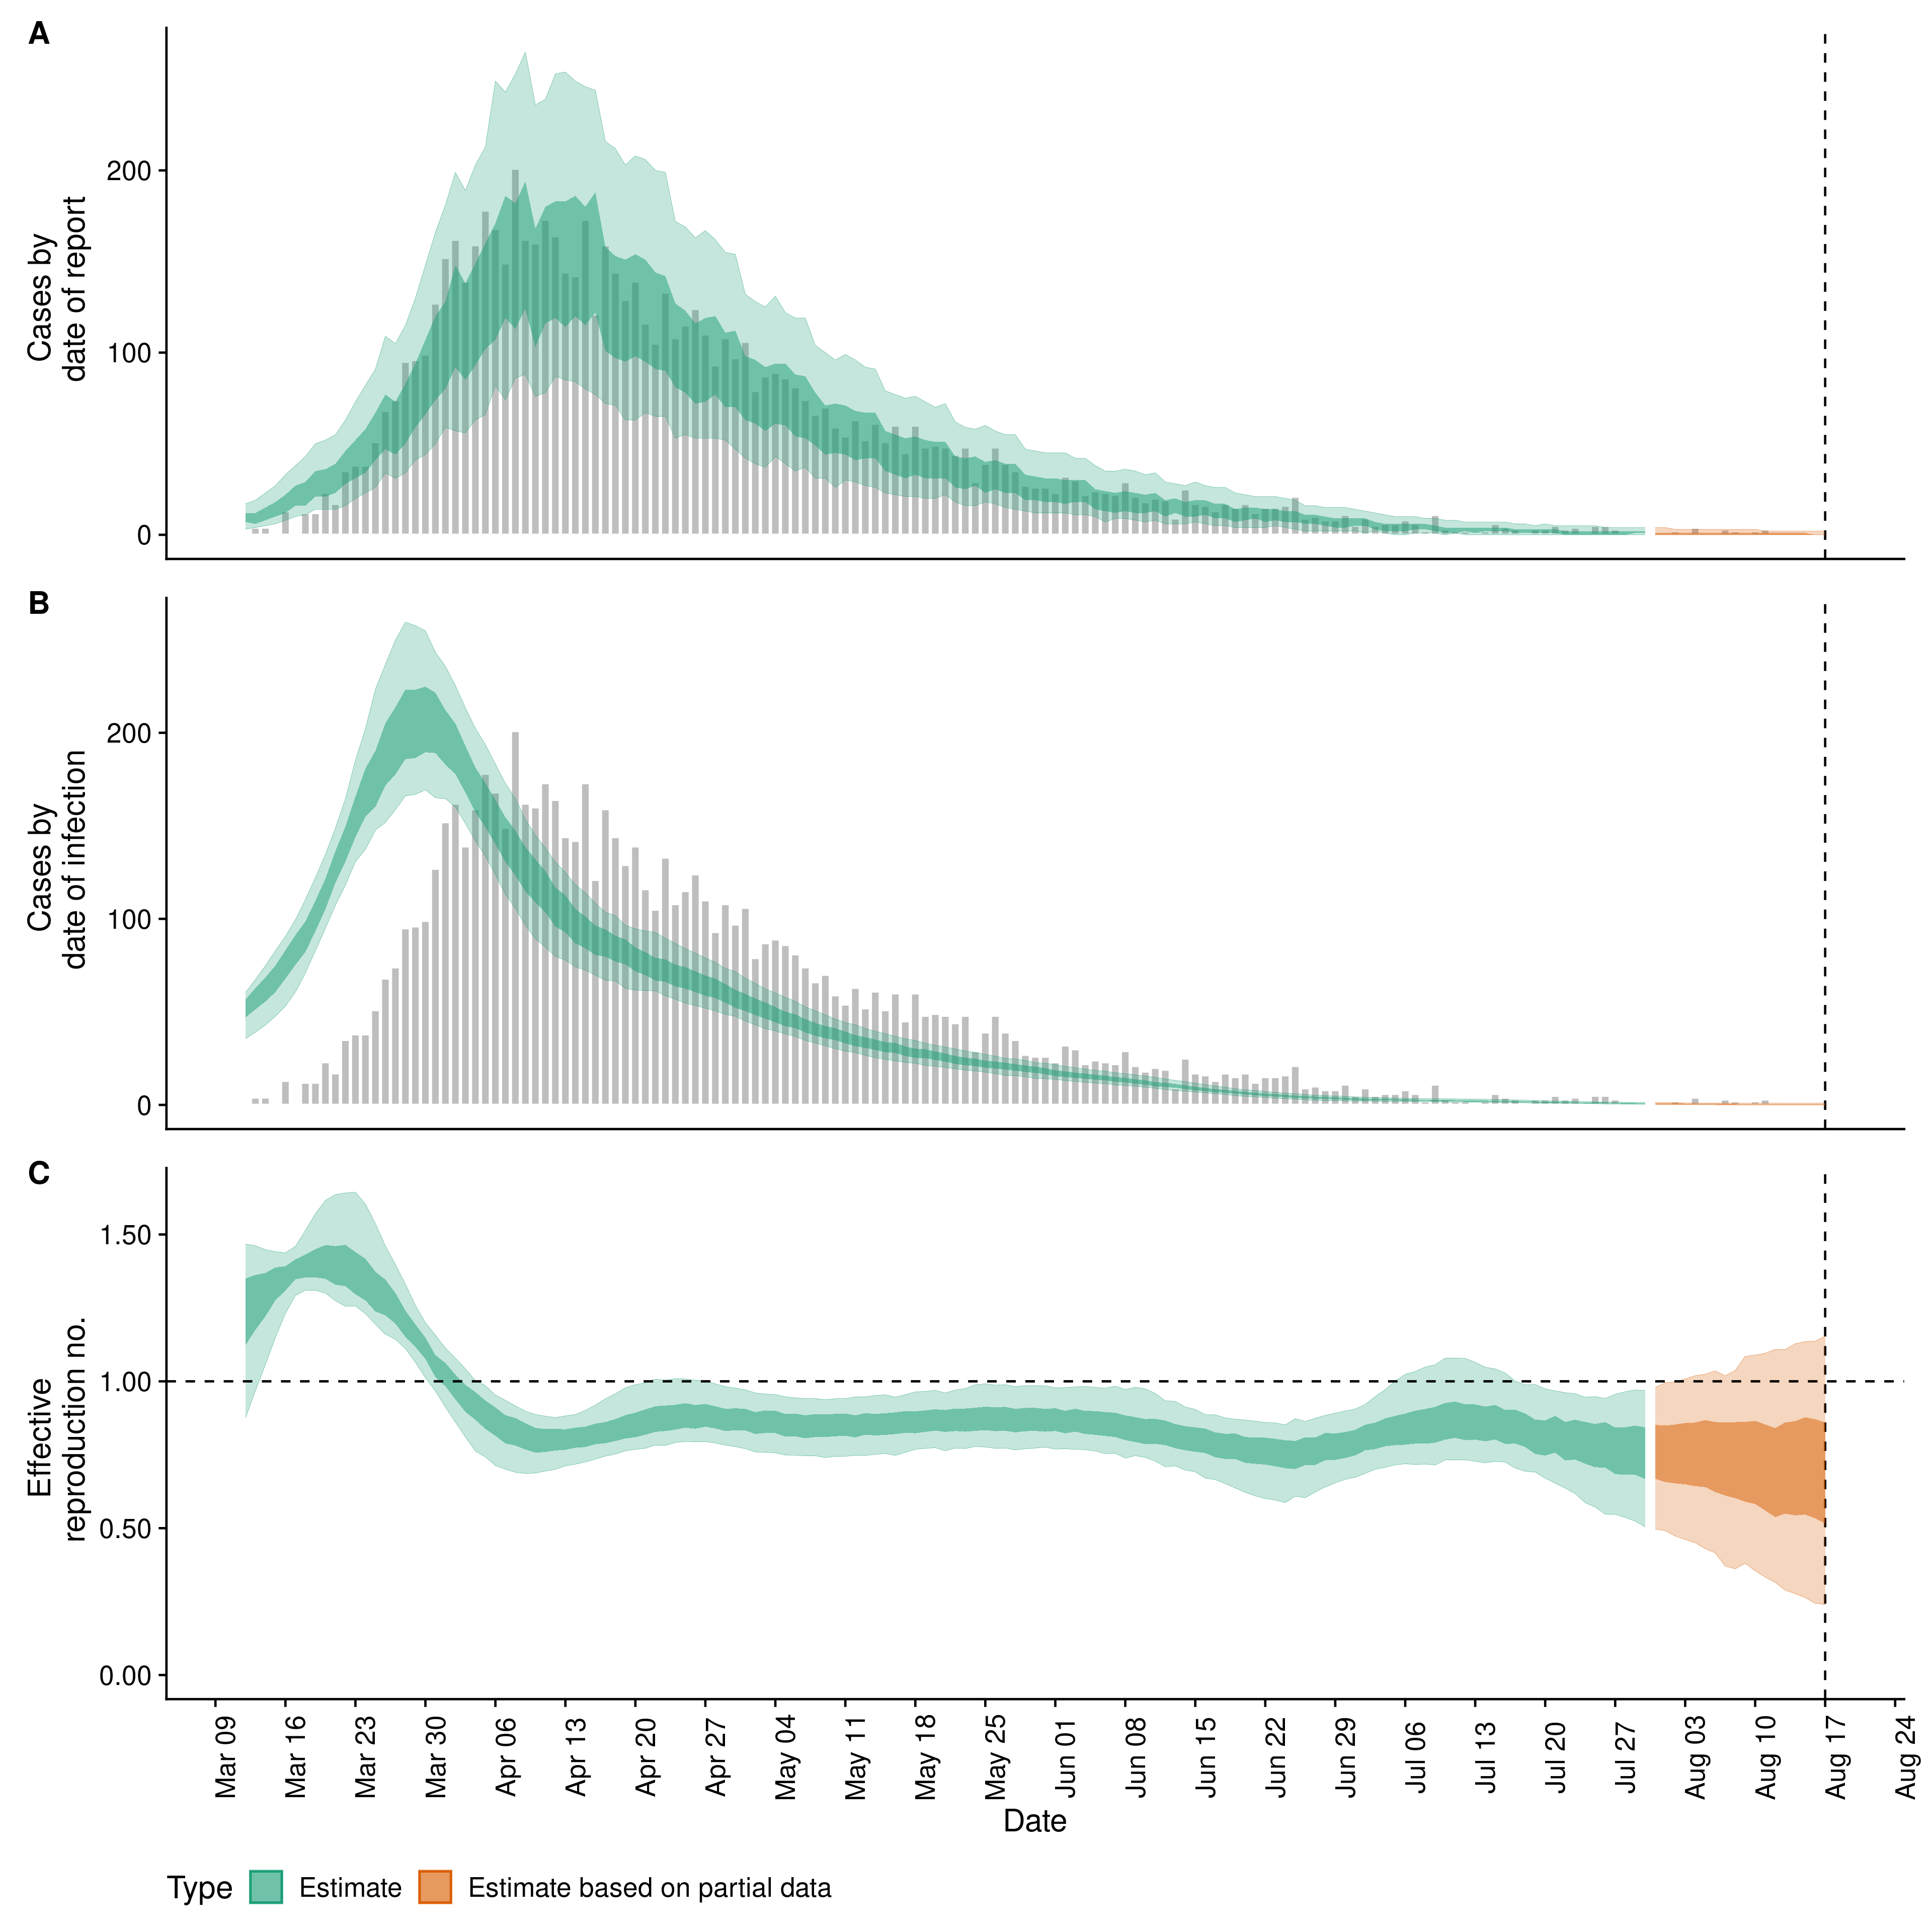 A
Cases by
date of report
200
100
0
B
Cases by
date of infection
200
100
0
C
Effective
reproduction no.
1.50
1.00
0.50
0.00
Mar 09
Mar 16
Mar 23
Mar 30
Apr 06
Apr 13
Apr 20
Apr 27
May 04
May 11
May 18
May 25
Jun 01
Jun 08
Jun 15
Jun 22
Jun 29
Jul 06
Jul 13
Jul 20
Jul 27
Aug 03
Aug 10
Aug 17
Aug 24
Date
Type Estimate Estimate based on partial data